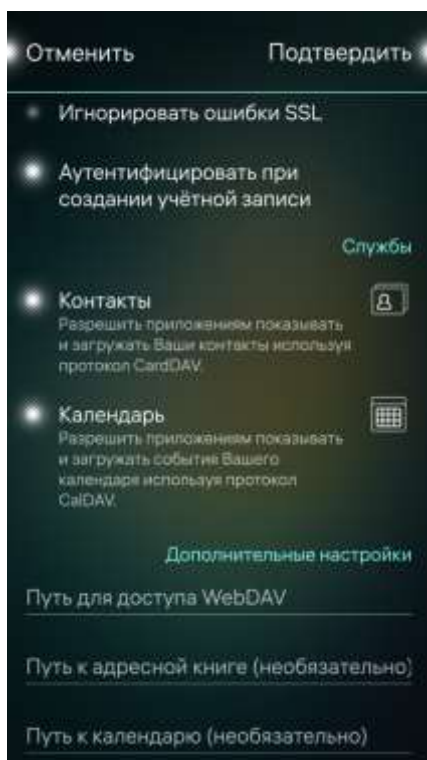 Отменить Подтвердить
Игнорировать ошибки SSL
Аутентифицировать при
создании учётной записи
Службы
Контакты
Разрешить приложениям показывать
и загружать Ваши контакты используя
протокол CardDAV.
Календарь
Разрешить приложениям показывать
и загружать события Вашего
календаря используя протокол
CalDAV.
Дополнительные настройки
Путь для доступа WebDAV
Путь к адресной книге (необязательно)
Путь к календарю (необязательно)